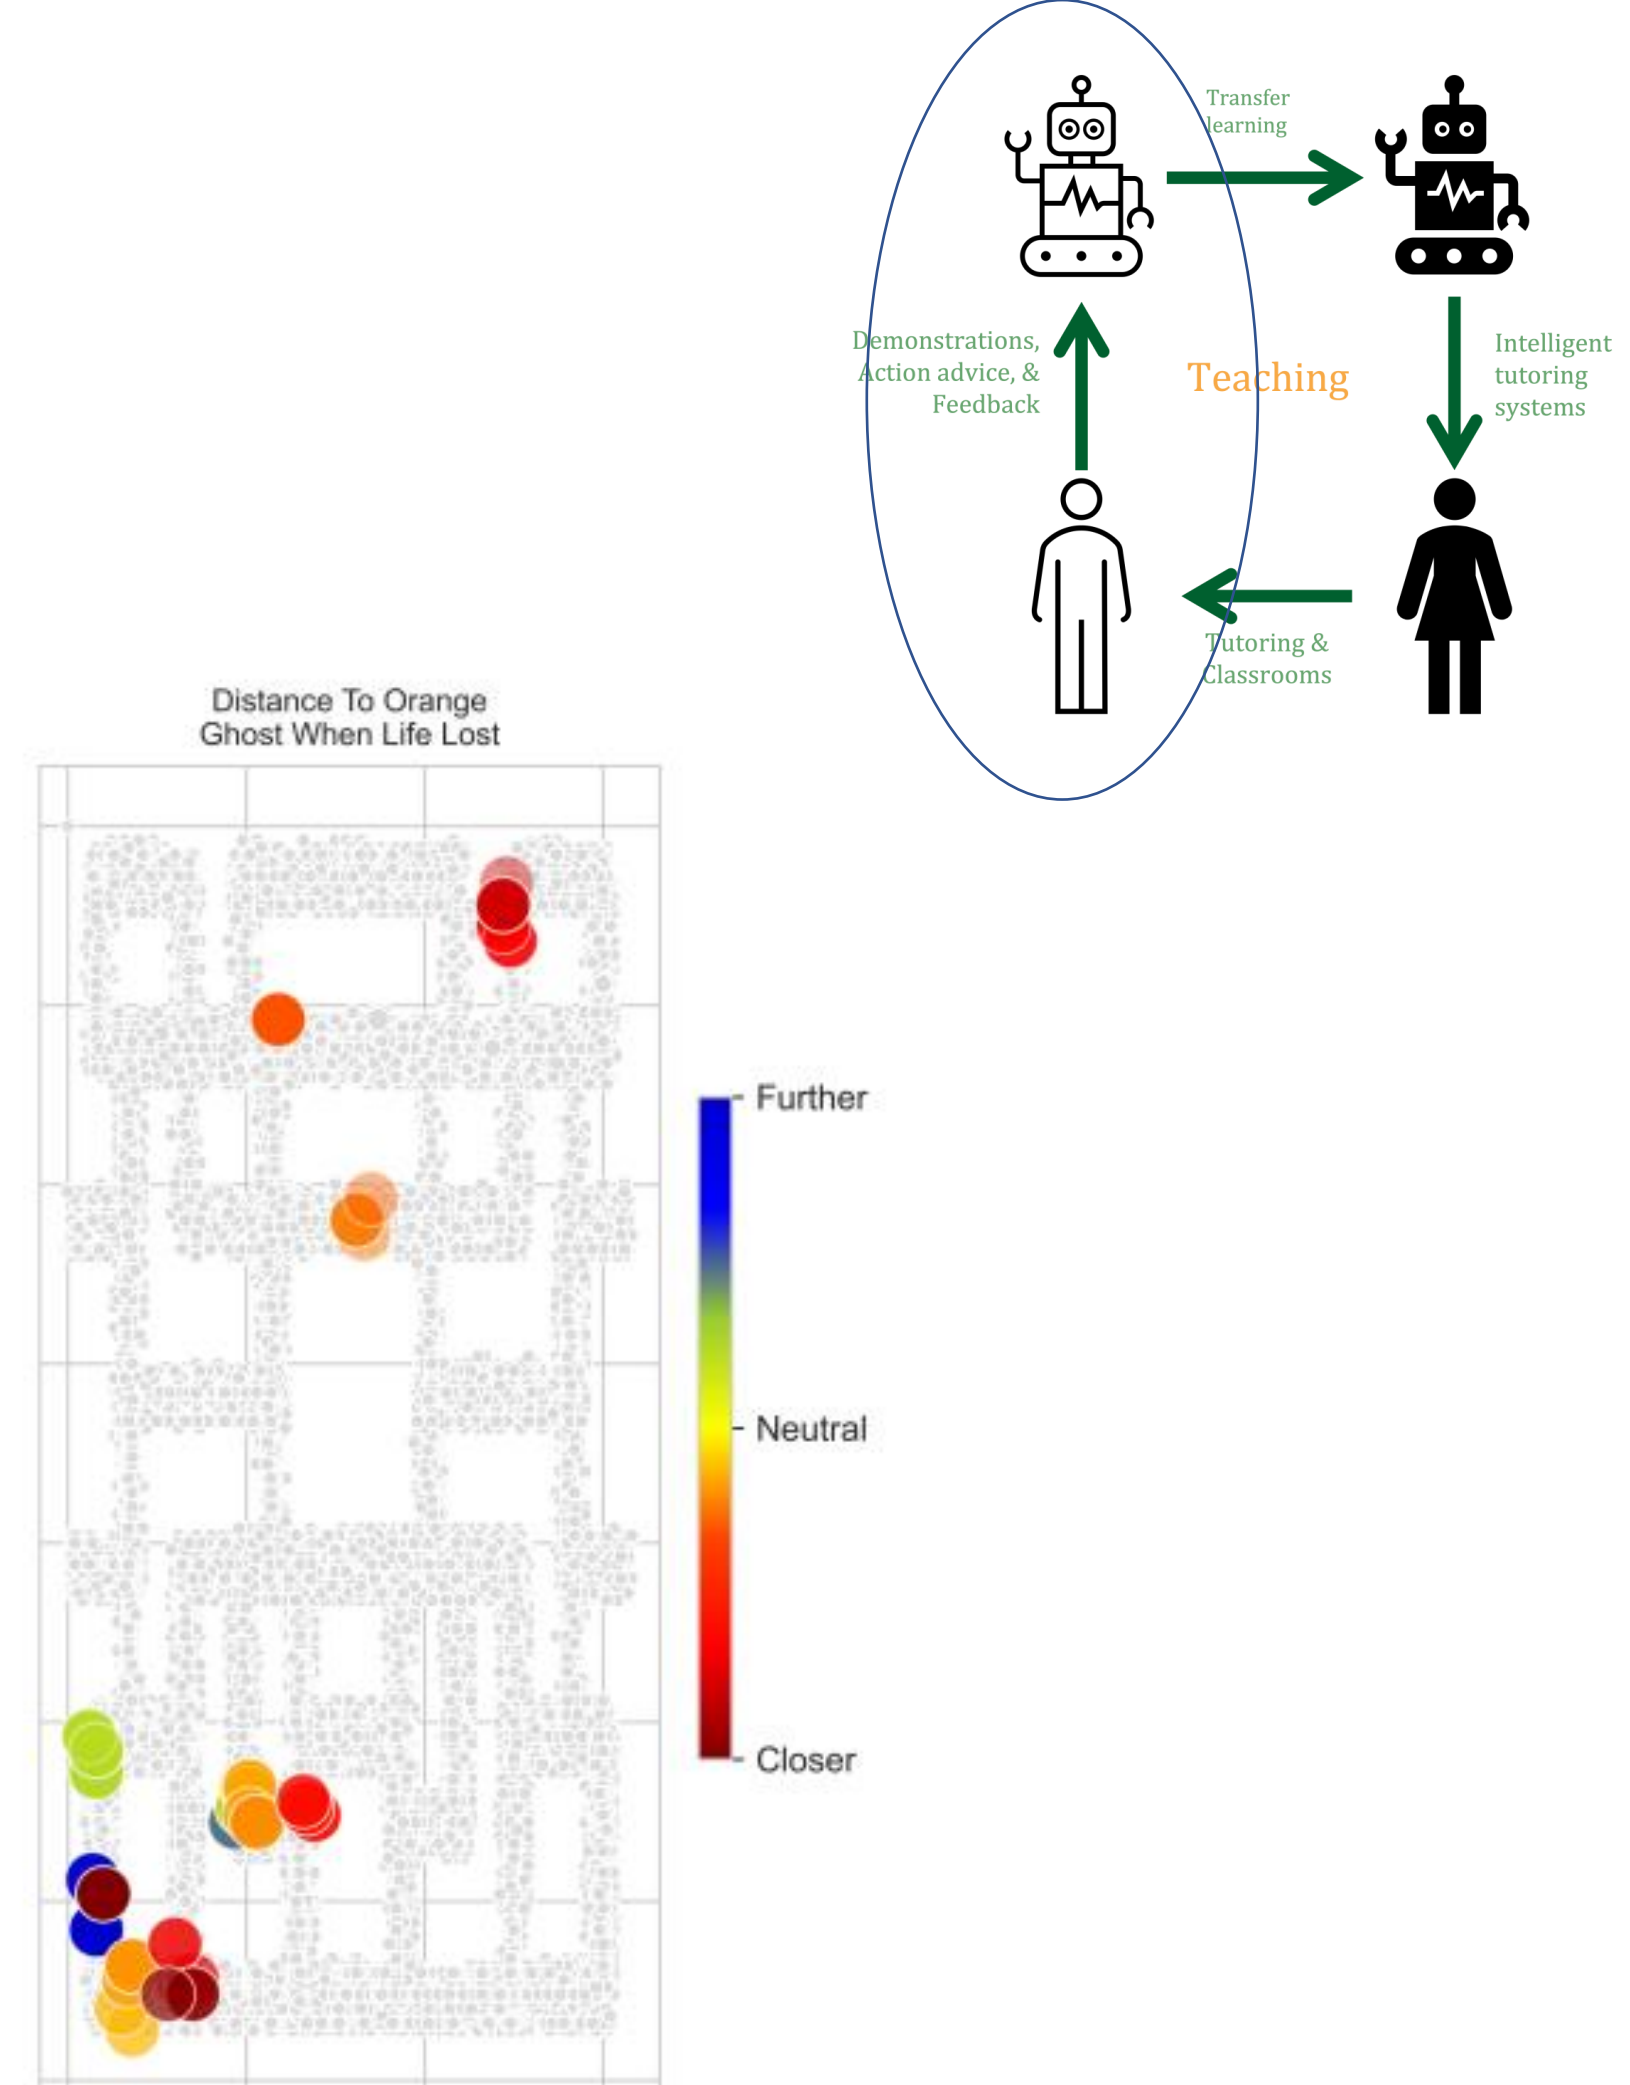 Transfer
learning
Demonstrations,
Action advice, &
Feedback
Teaching
Intelligent
tutoring
systems
Tutoring &
Classrooms
Distance To Orange
Ghost When Life Lost
Further
Neutral
Closer